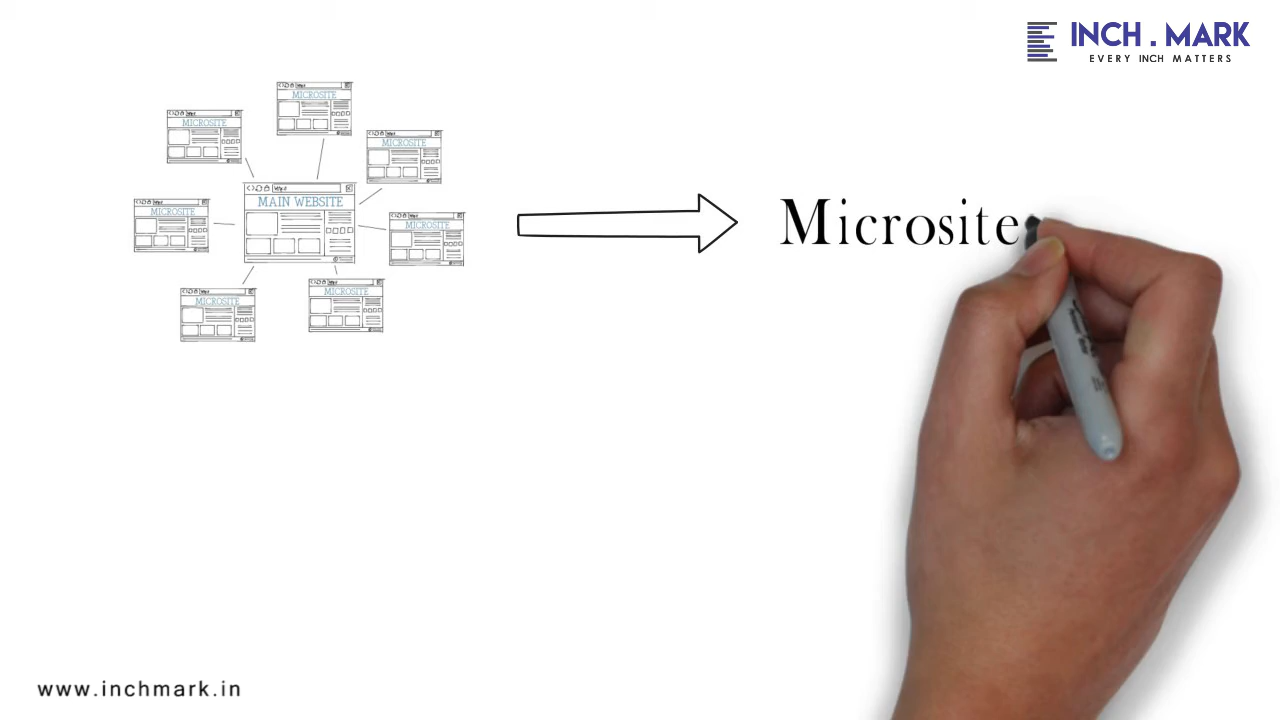 INCH . MARK
EVERY INCH MATTERS
MICROSITE
MICROSITE
MICROSITE
MAIN WEBSITE
MICROSITE
MICROSITE
MICROSITE
MICROSITE
Microsite
www.inchmark.in